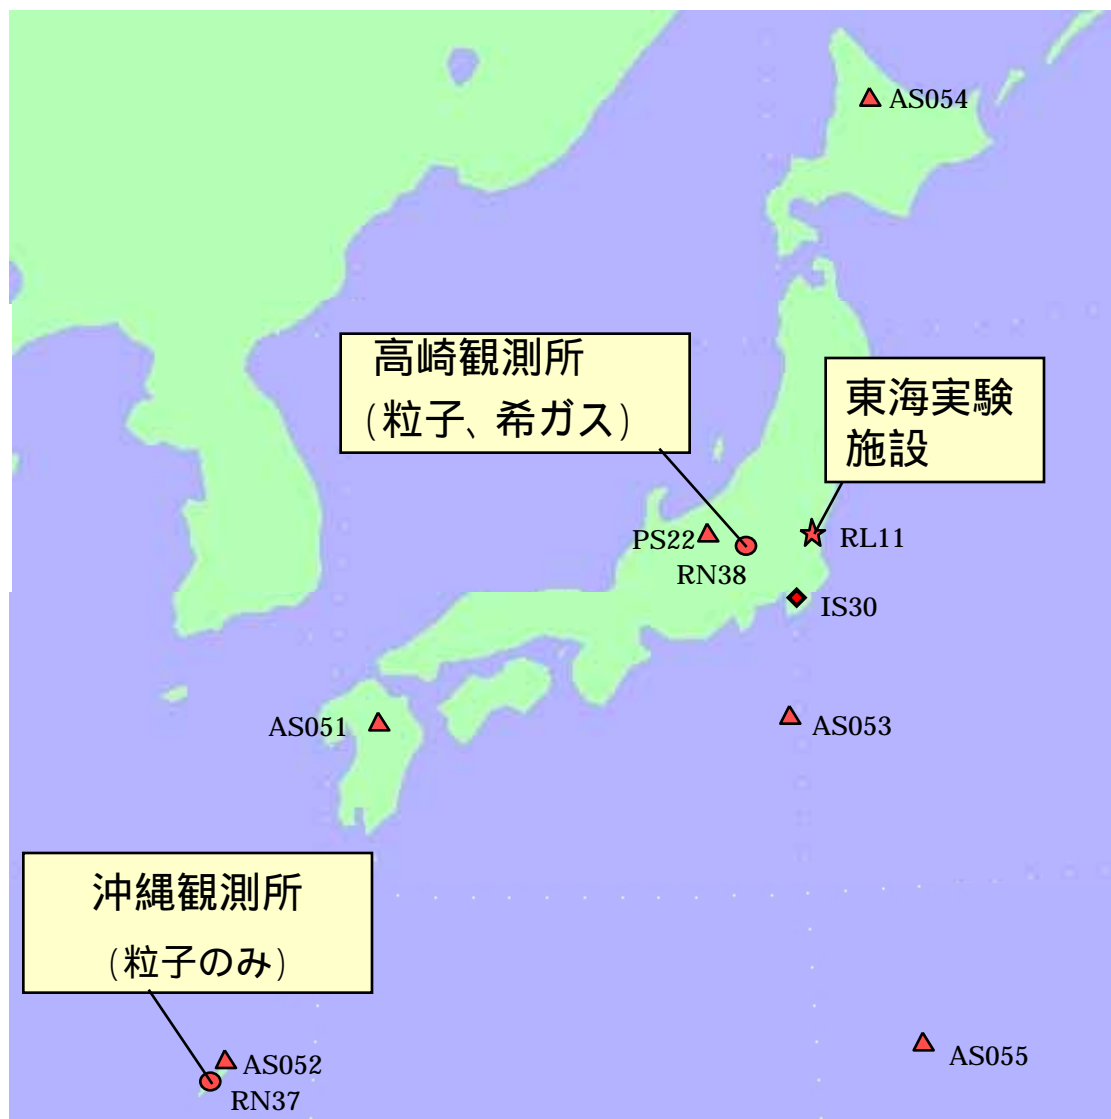 AS054
高崎観測所
(粒子、希ガス)
東海実験
施設
PS22
RN38
RL11
IS30
AS051
AS053
沖縄観測所
(粒子のみ)
AS052
RN37
AS055